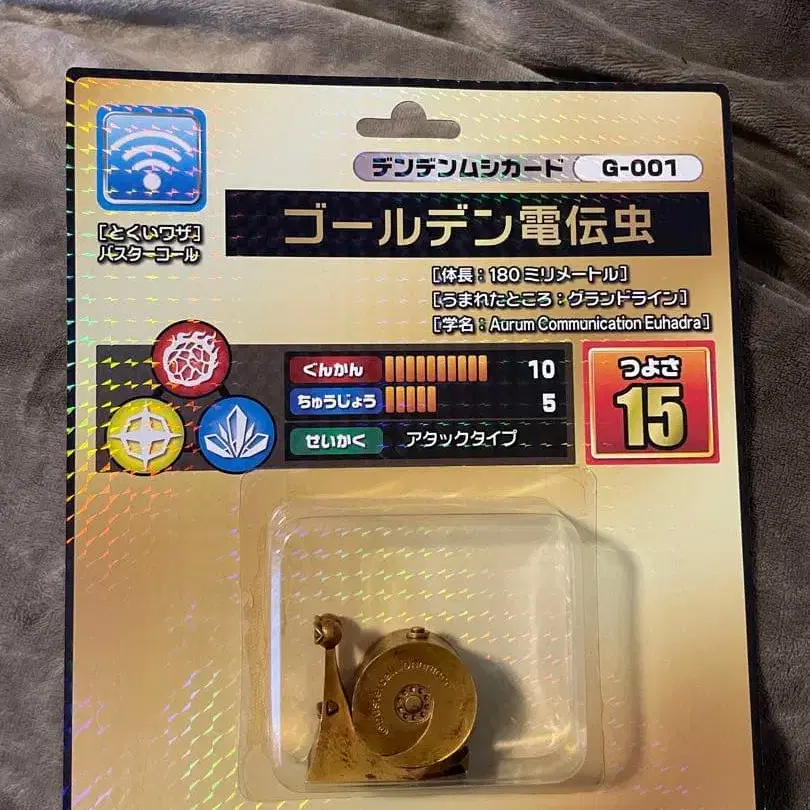 デンデンムシカード G-001
ゴールデン電伝虫
[とくいワザ]
バスターコール
[体長:180ミリメートル]
[うまれたところ:グランドライン]
[学名:Aurum Communication Euhadra]
ぐんかん 10
ちゅうじょう 5
せいかく アタックタイプ
つよさ
15